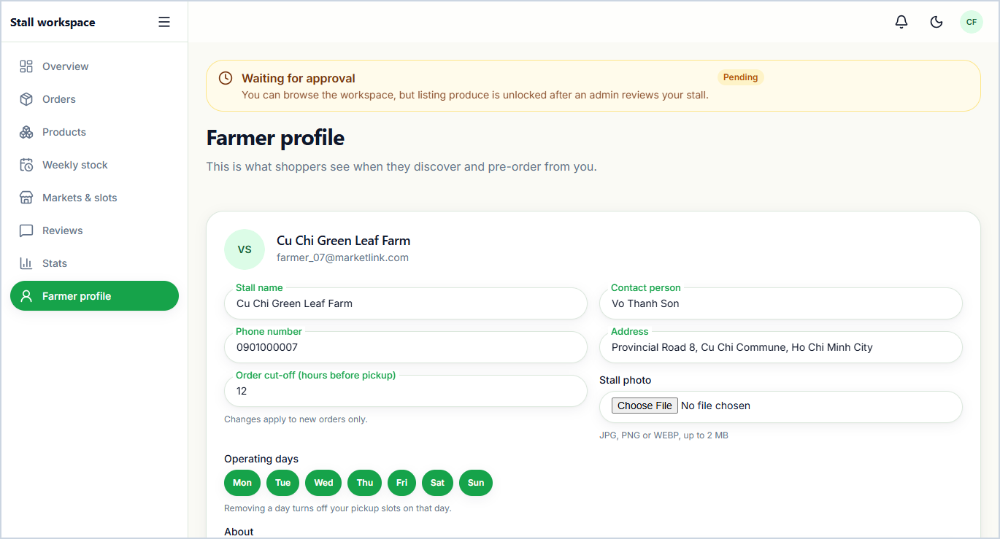 Stall workspace
CF
Overview
Orders
Products
Weekly stock
Markets & slots
Reviews
Stats
Farmer profile
Waiting for approval
Pending
You can browse the workspace, but listing produce is unlocked after an admin reviews your stall.
Farmer profile
This is what shoppers see when they discover and pre-order from you.
VS
Cu Chi Green Leaf Farm
farmer_07@marketlink.com
Stall name
Cu Chi Green Leaf Farm
Contact person
Vo Thanh Son
Phone number
0901000007
Address
Provincial Road 8, Cu Chi Commune, Ho Chi Minh City
Order cut-off (hours before pickup)
12
Changes apply to new orders only.
Stall photo
Choose File No file chosen
JPG, PNG or WEBP, up to 2 MB
Operating days
Mon Tue Wed Thu Fri Sat Sun
Removing a day turns off your pickup slots on that day.
About